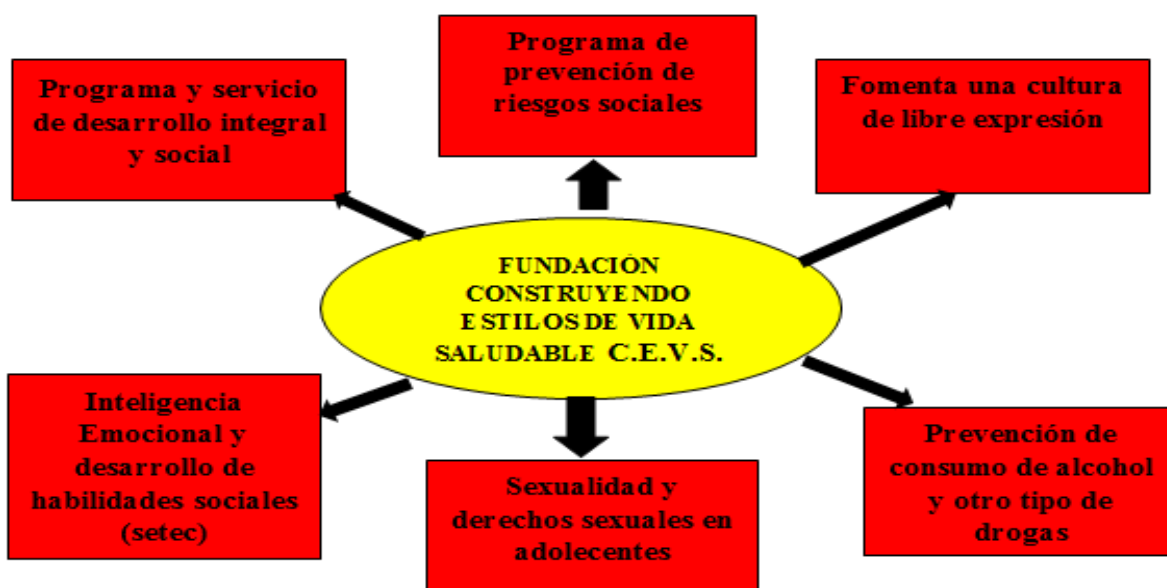 Programa de
prevención de
riesgos sociales
Programa y servicio
de desarrollo integral
y social
Fomenta una cultura
de libre expresión
FUNDACIÓN
CONSTRUYENDO
ESTILOS DE VIDA
SALUDABLE C.E.V.S.
Inteligencia
Emocional y
desarrollo de
habilidades sociales
(setec)
Sexualidad y
derechos sexuales en
adolecentes
Prevención de
consumo de alcohol
y otro tipo de
drogas